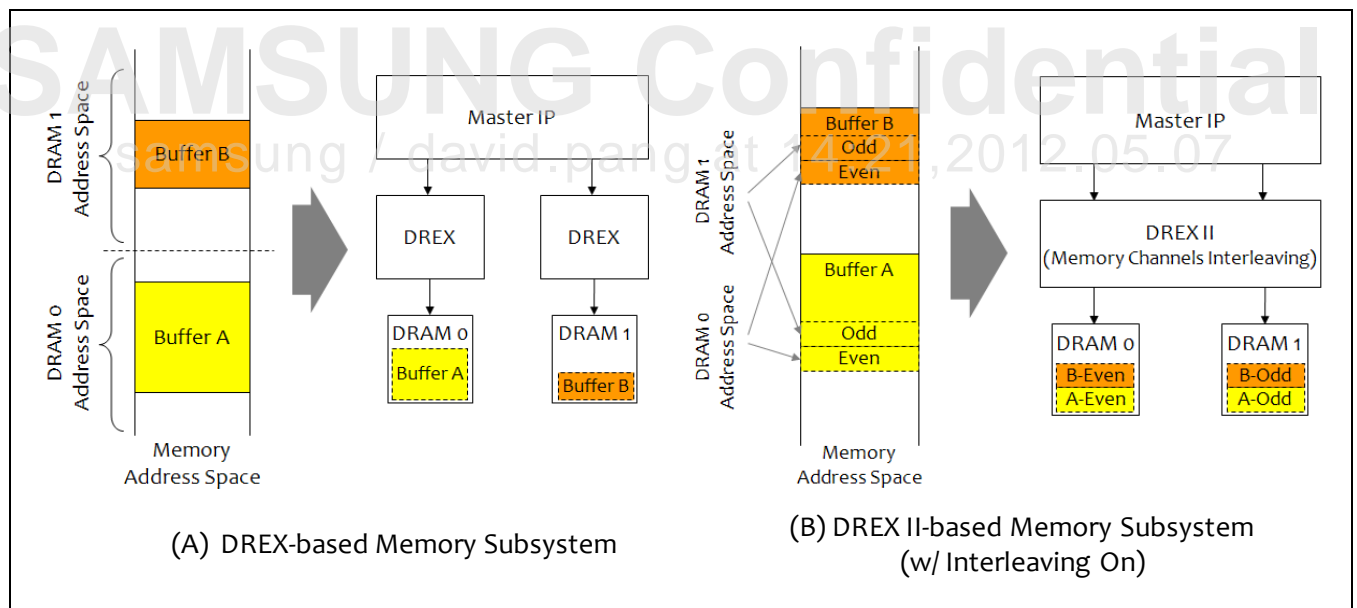 SAMSUNG Confidential
samsung / david.pang at 14:21,2012.05.07
DRAM 1
Address Space
DRAM 0
Address Space
Buffer B
Buffer A
Memory
Address Space
Master IP
DREX
DREX
DRAM 0
Buffer A
DRAM 1
Buffer B
(A) DREX-based Memory Subsystem
DRAM 1
Address Space
DRAM 0
Address Space
Buffer B
Odd
Even
Buffer A
Odd
Even
Memory
Address Space
Master IP
DREX II
(Memory Channels Interleaving)
DRAM 0
B-Even
A-Even
DRAM 1
B-Odd
A-Odd
(B) DREX II-based Memory Subsystem
(w/ Interleaving On)